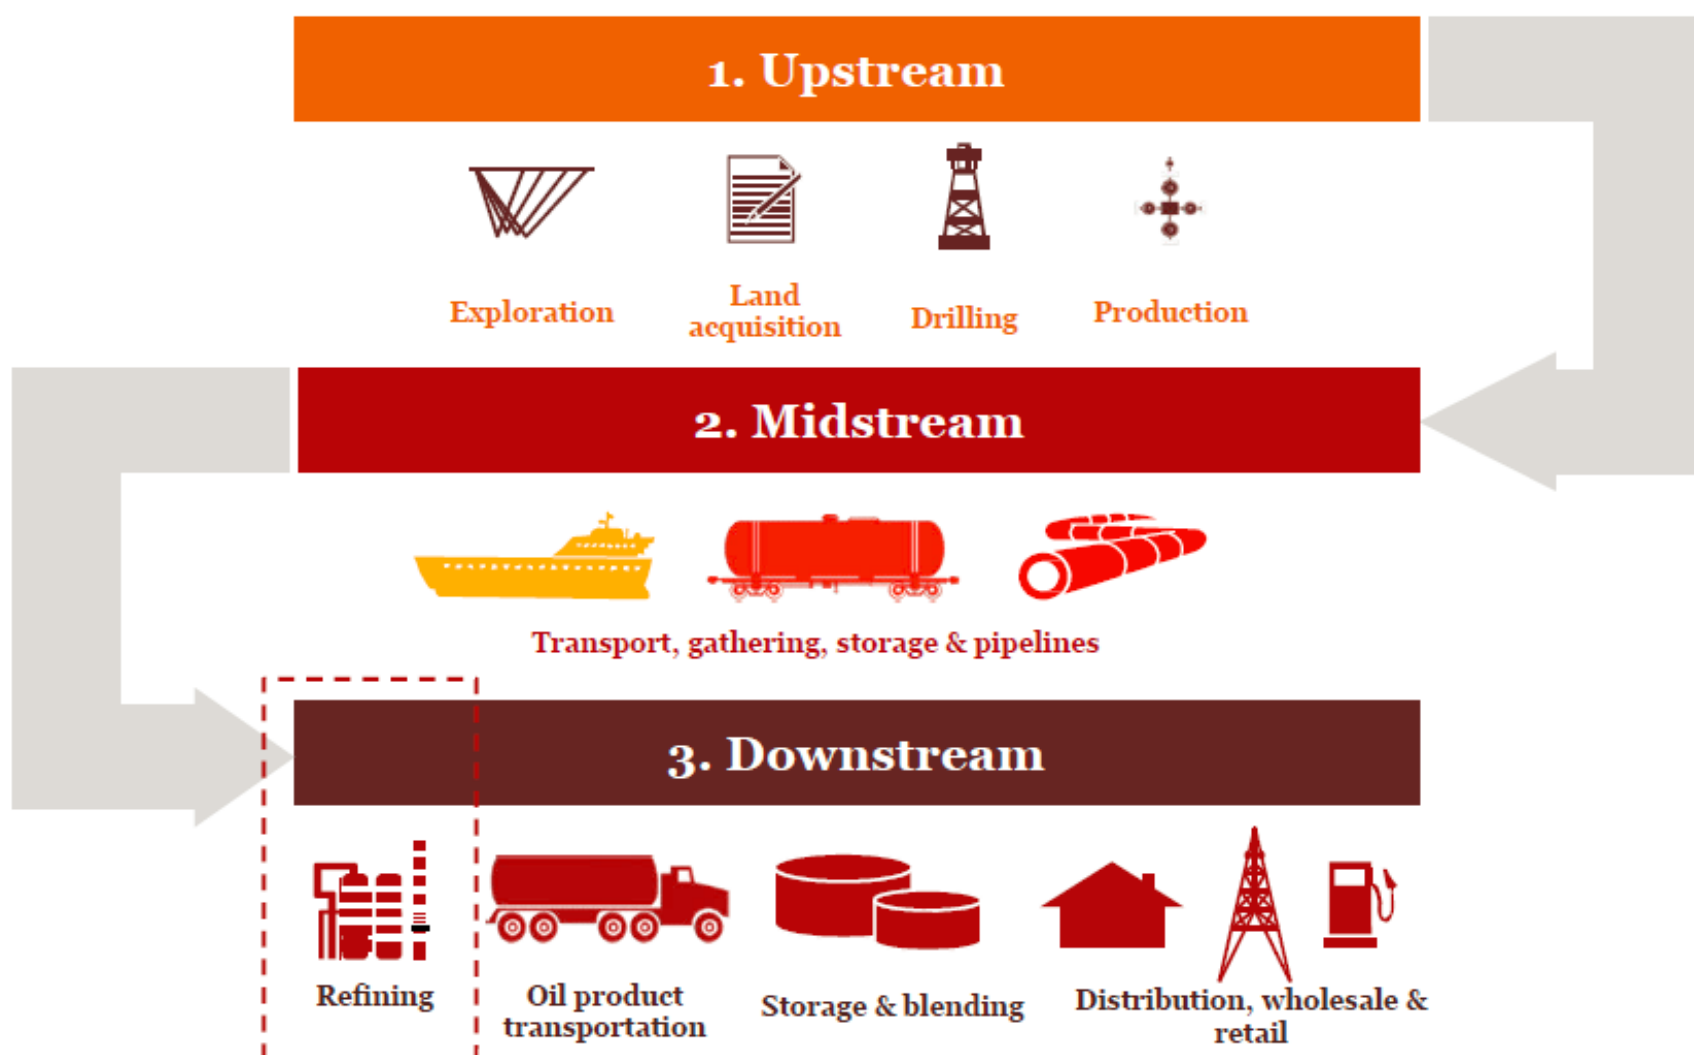 1. Upstream
Exploration
Land
acquisition
Drilling
Production
2. Midstream
Transport, gathering, storage & pipelines
3. Downstream
Refining
Oil product
transportation
Storage & blending
Distribution, wholesale &
retail